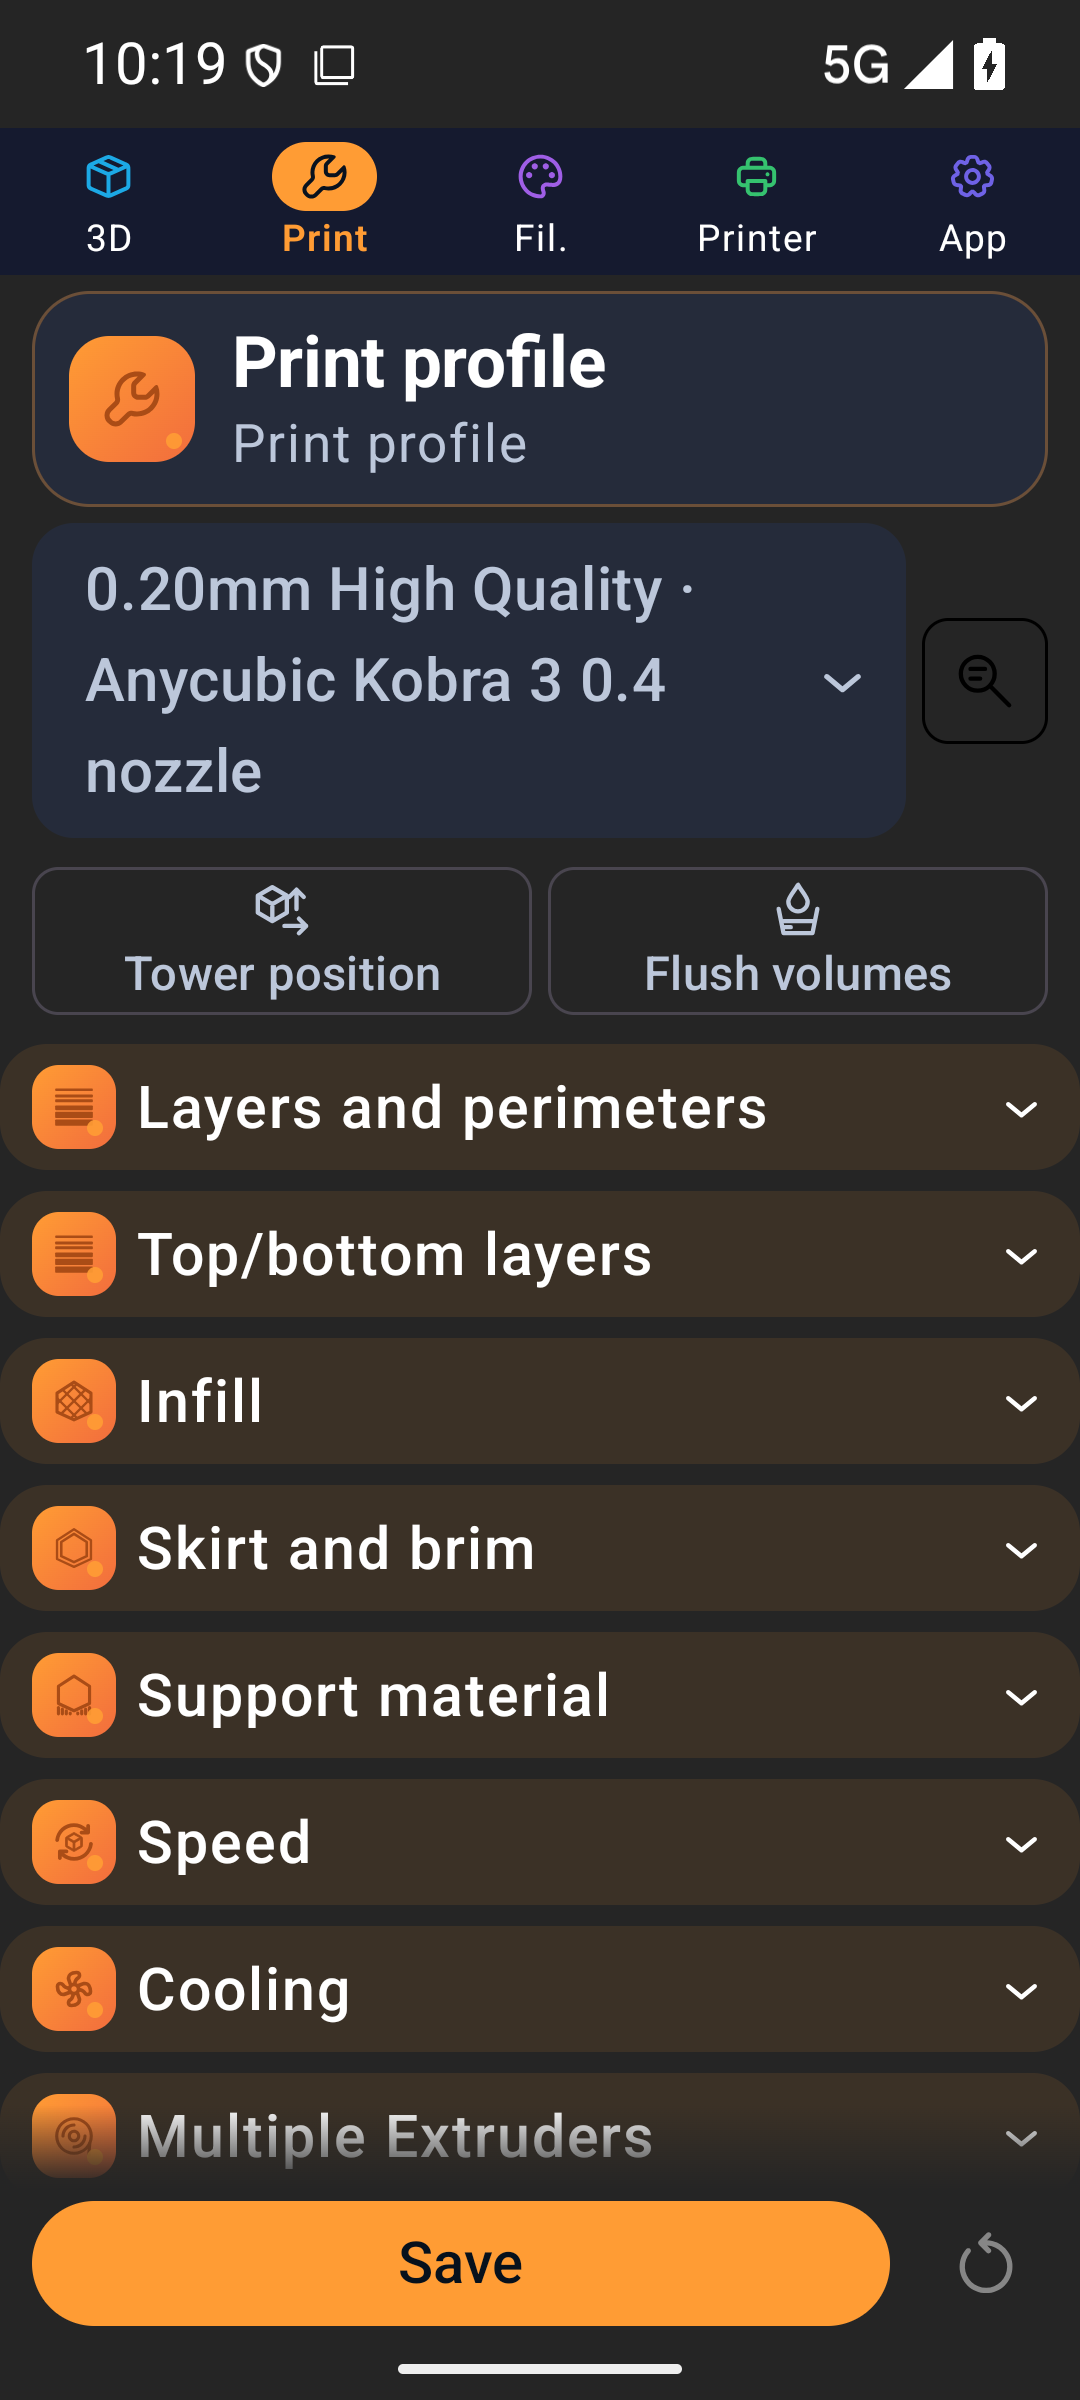 10:19
5G
3D
Print
Fil.
Printer
App
Print profile
Print profile
0.20mm High Quality ·
Anycubic Kobra 3 0.4
nozzle
Tower position
Flush volumes
Layers and perimeters
Top/bottom layers
Infill
Skirt and brim
Support material
Speed
Cooling
Multiple Extruders
Save